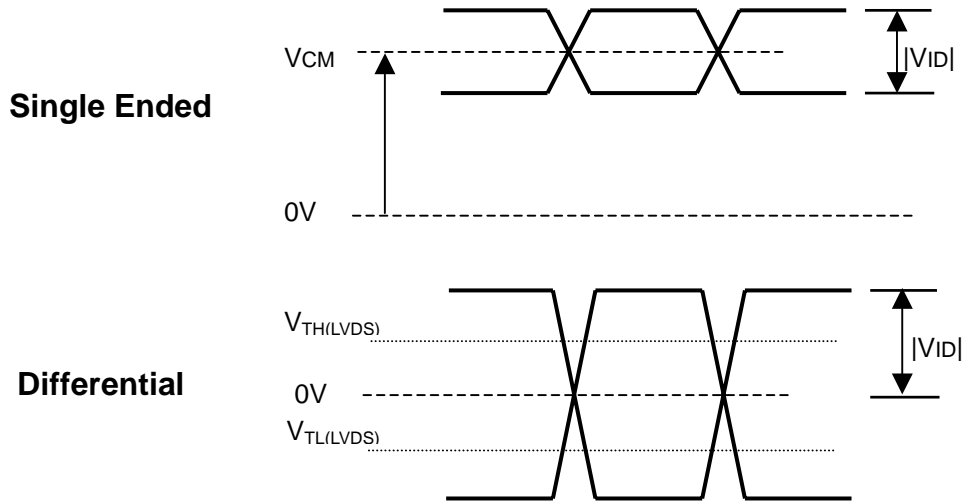 VCM
|VID|
Single Ended
0V
VTH(LVDS)
|VID|
Differential
0V
VTL(LVDS)